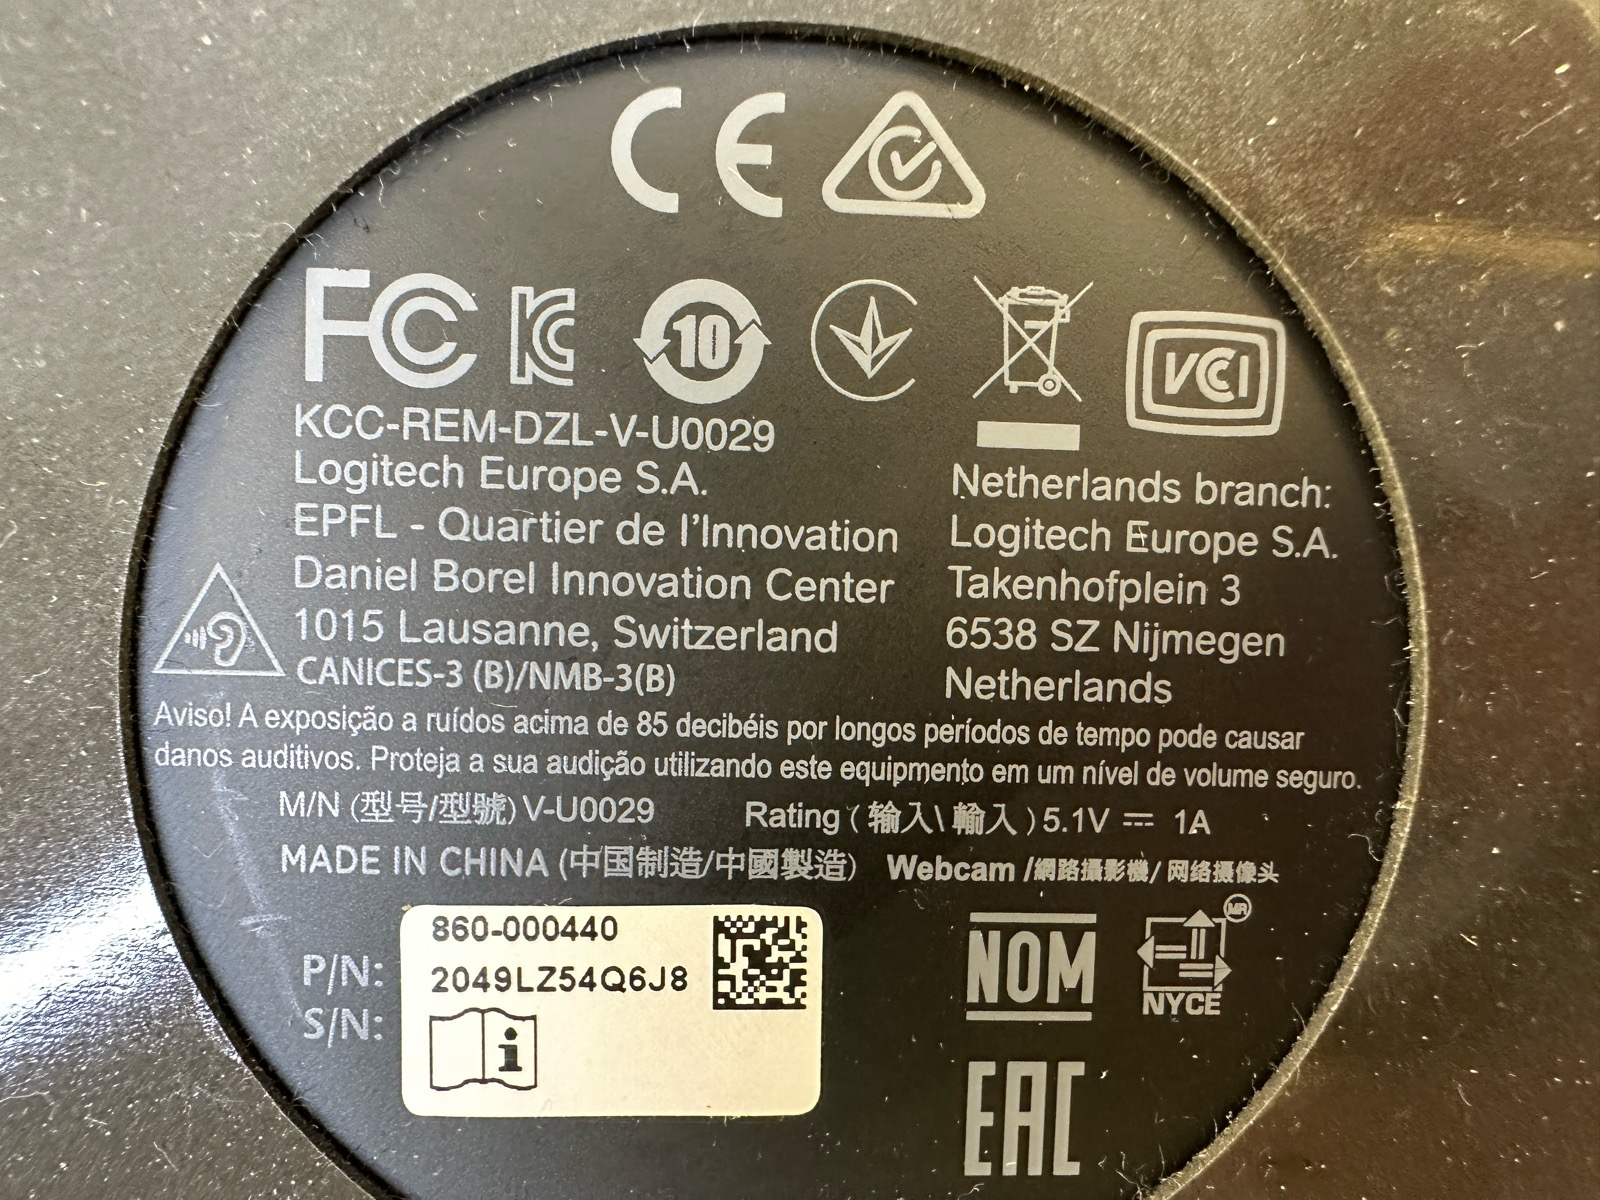 CE
FC KC 10 VCCI
KCC-REM-DZL-V-U0029
Logitech Europe S.A.
EPFL - Quartier de l'Innovation
Daniel Borel Innovation Center
1015 Lausanne, Switzerland
CANICES-3 (B)/NMB-3(B)
Netherlands branch:
Logitech Europe S.A.
Takenhofplein 3
6538 SZ Nijmegen
Netherlands
Aviso! A exposição a ruídos acima de 85 decibéis por longos períodos de tempo pode causar
danos auditivos. Proteja a sua audição utilizando este equipmento em um nível de volume seguro.
M/N (型号/型號) V-U0029 Rating ( 输入\ 輸入 ) 5.1V ⎓ 1A
MADE IN CHINA (中国制造/中國製造) Webcam /網路攝影機/ 网络摄像头
860-000440
P/N:
2049LZ54Q6J8
S/N:
i
NOM
MR
NYCE
EAC